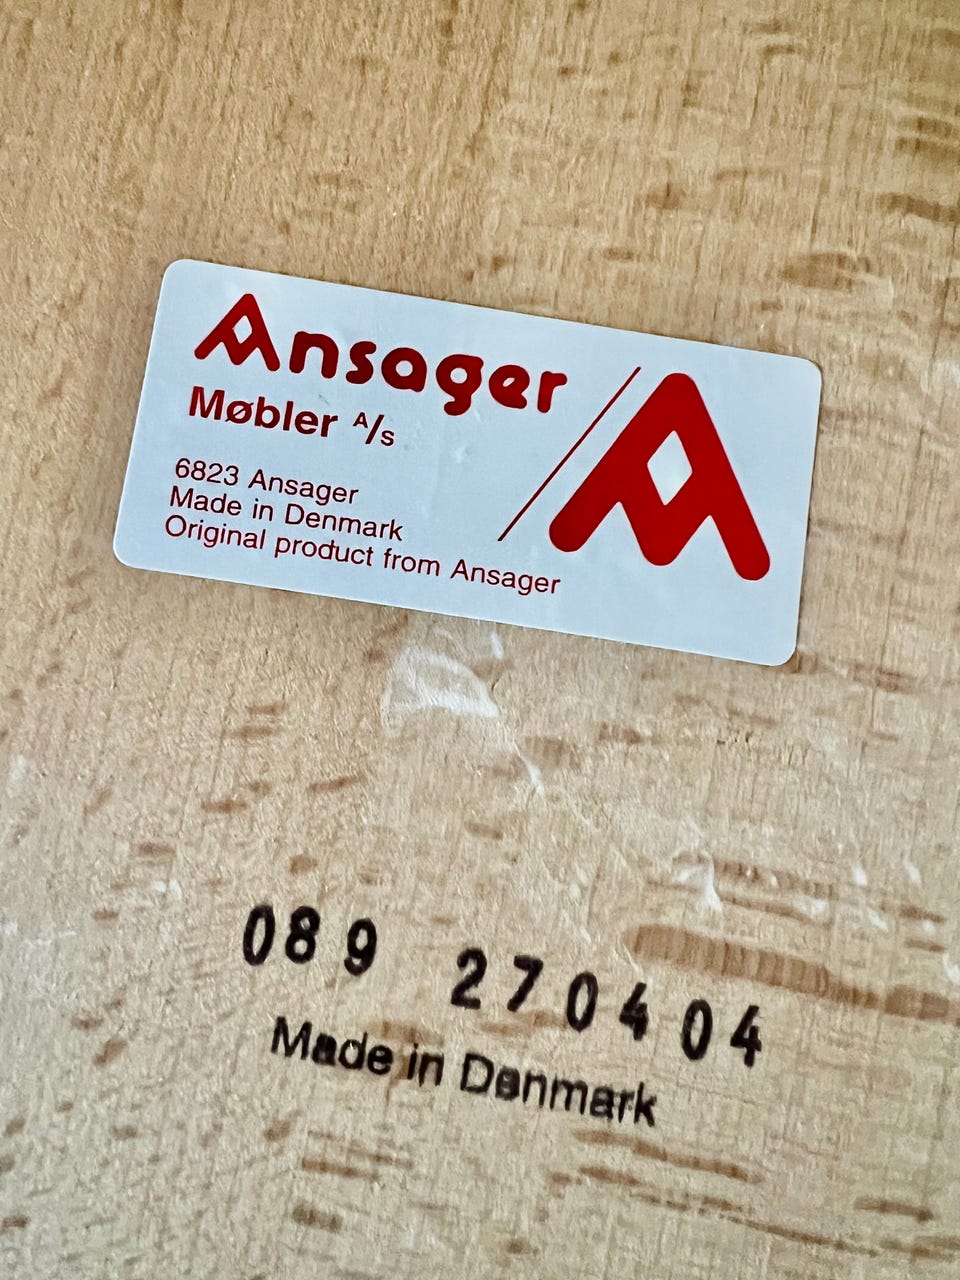 Ansager
Møbler A/s
6823 Ansager
Made in Denmark
Original product from Ansager
089 270404
Made in Denmark